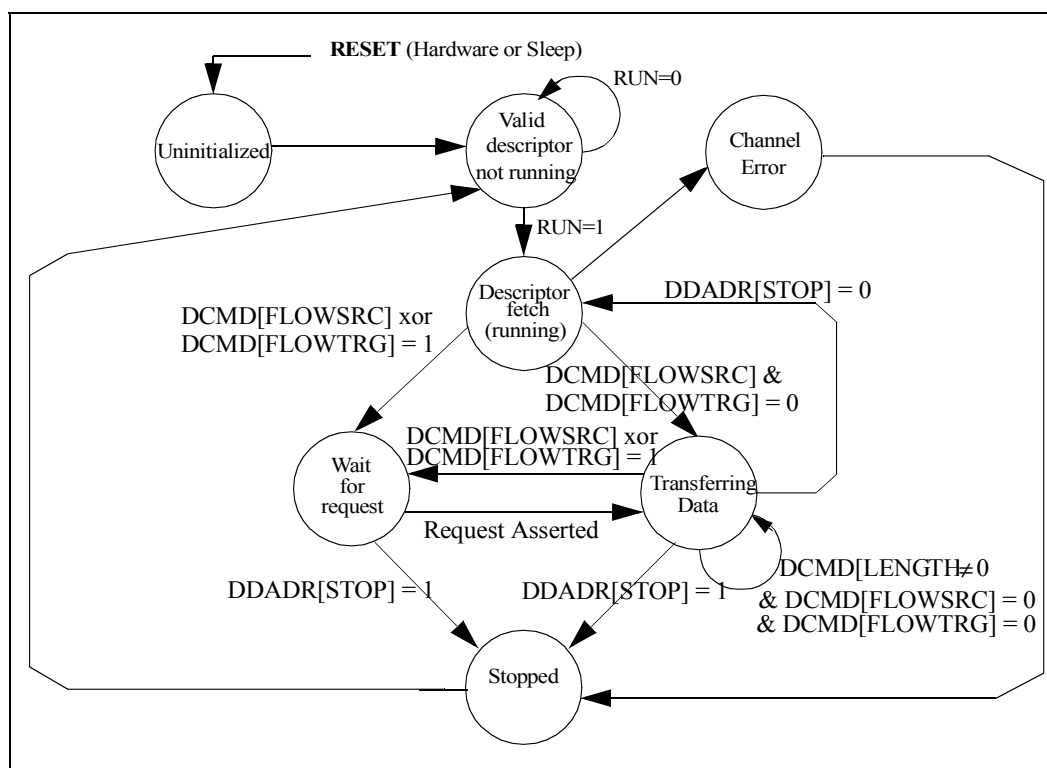 RESET (Hardware or Sleep)
RUN=0
Uninitialized
Valid
descriptor
not running
Channel
Error
RUN=1
Descriptor
fetch
(running)
DDADR[STOP] = 0
DCMD[FLOWSRC] xor
DCMD[FLOWTRG] = 1
DCMD[FLOWSRC] &
DCMD[FLOWTRG] = 0
DCMD[FLOWSRC] xor
DCMD[FLOWTRG] = 1
Wait
for
request
Transferring
Data
Request Asserted
DDADR[STOP] = 1
DDADR[STOP] = 1
DCMD[LENGTH≠0
& DCMD[FLOWSRC] = 0
& DCMD[FLOWTRG] = 0
Stopped